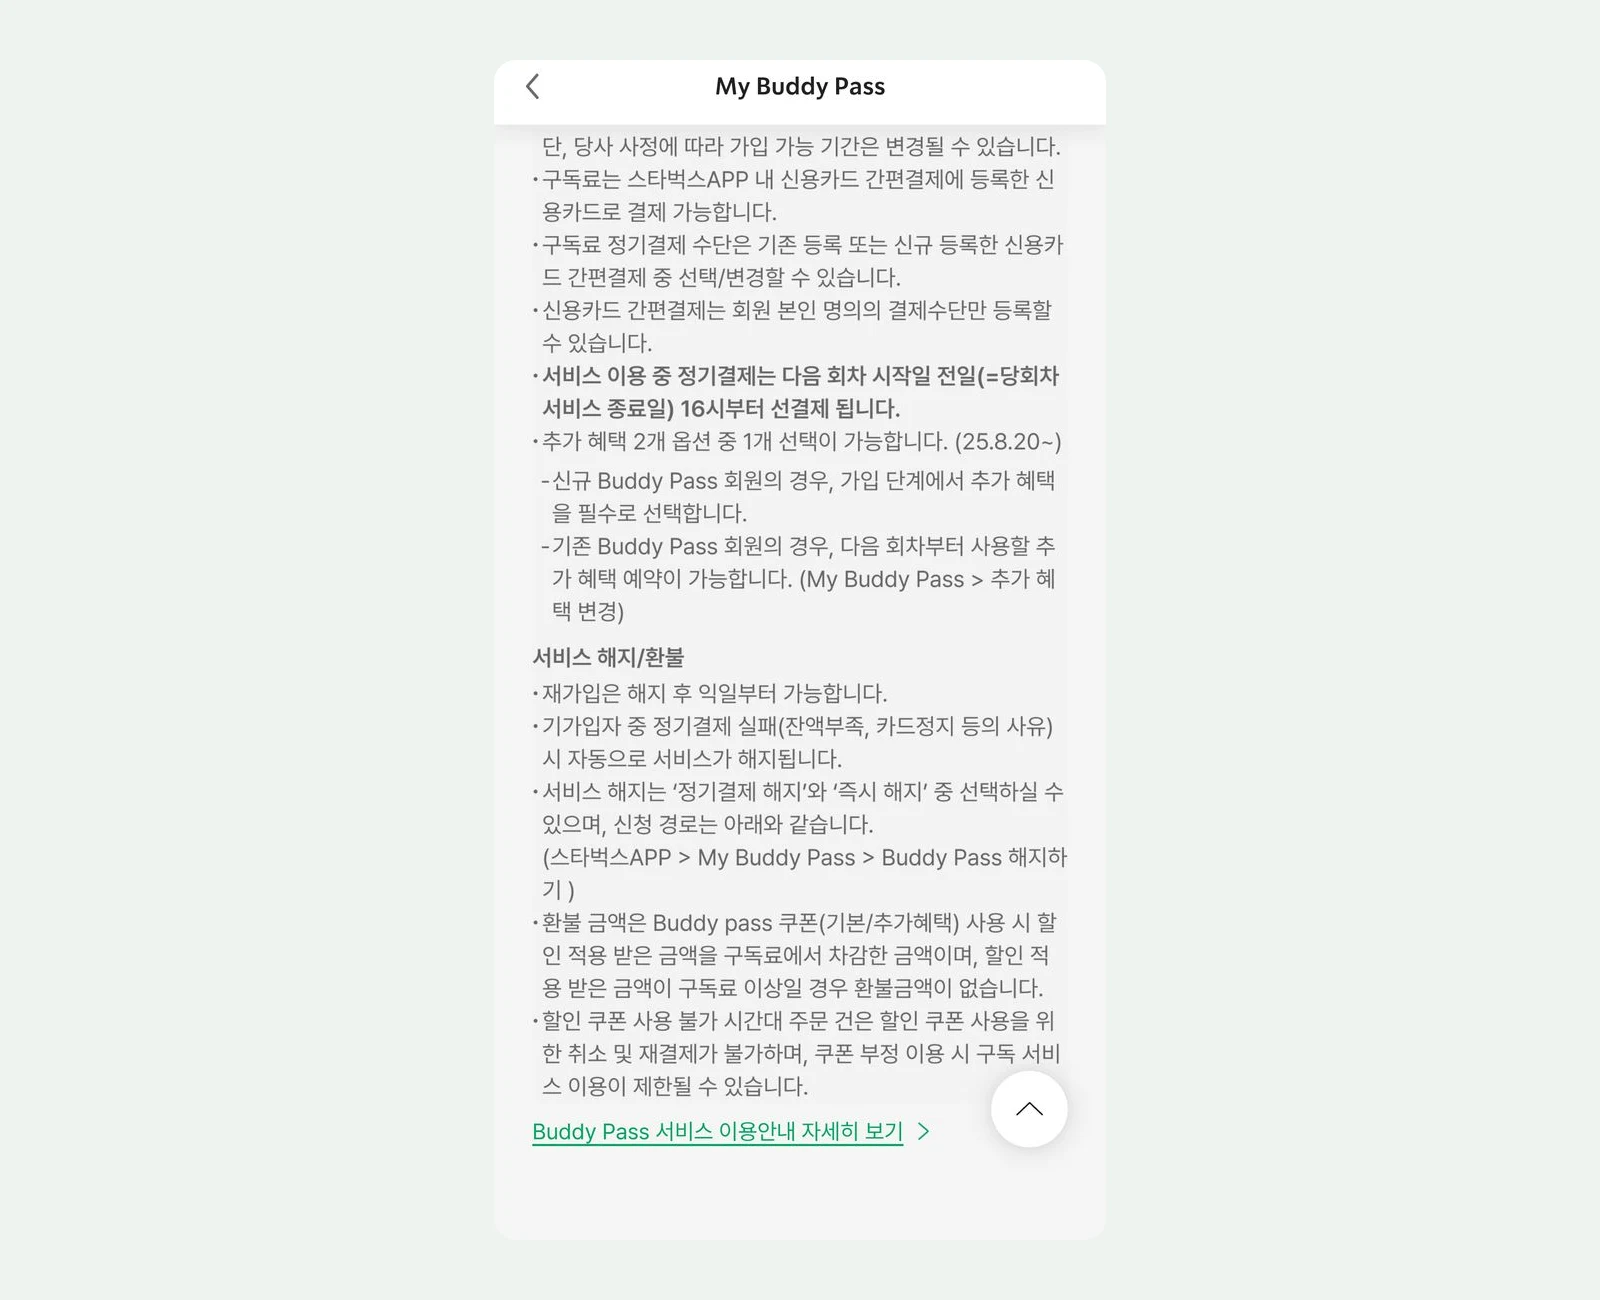 My Buddy Pass
단, 당사 사정에 따라 가입 가능 기간은 변경될 수 있습니다.
·구독료는 스타벅스APP 내 신용카드 간편결제에 등록한 신
용카드로 결제 가능합니다.
·구독료 정기결제 수단은 기존 등록 또는 신규 등록한 신용카
드 간편결제 중 선택/변경할 수 있습니다.
·신용카드 간편결제는 회원 본인 명의의 결제수단만 등록할
수 있습니다.
·서비스 이용 중 정기결제는 다음 회차 시작일 전일(=당회차
서비스 종료일) 16시부터 선결제 됩니다.
·추가 혜택 2개 옵션 중 1개 선택이 가능합니다. (25.8.20~)
-신규 Buddy Pass 회원의 경우, 가입 단계에서 추가 혜택
을 필수로 선택합니다.
-기존 Buddy Pass 회원의 경우, 다음 회차부터 사용할 추
가 혜택 예약이 가능합니다. (My Buddy Pass > 추가 혜
택 변경)
서비스 해지/환불
·재가입은 해지 후 익일부터 가능합니다.
·기가입자 중 정기결제 실패(잔액부족, 카드정지 등의 사유)
시 자동으로 서비스가 해지됩니다.
·서비스 해지는 ‘정기결제 해지’와 ‘즉시 해지’ 중 선택하실 수
있으며, 신청 경로는 아래와 같습니다.
(스타벅스APP > My Buddy Pass > Buddy Pass 해지하
기 )
·환불 금액은 Buddy pass 쿠폰(기본/추가혜택) 사용 시 할
인 적용 받은 금액을 구독료에서 차감한 금액이며, 할인 적
용 받은 금액이 구독료 이상일 경우 환불금액이 없습니다.
·할인 쿠폰 사용 불가 시간대 주문 건은 할인 쿠폰 사용을 위
한 취소 및 재결제가 불가하며, 쿠폰 부정 이용 시 구독 서비
스 이용이 제한될 수 있습니다.
Buddy Pass 서비스 이용안내 자세히 보기